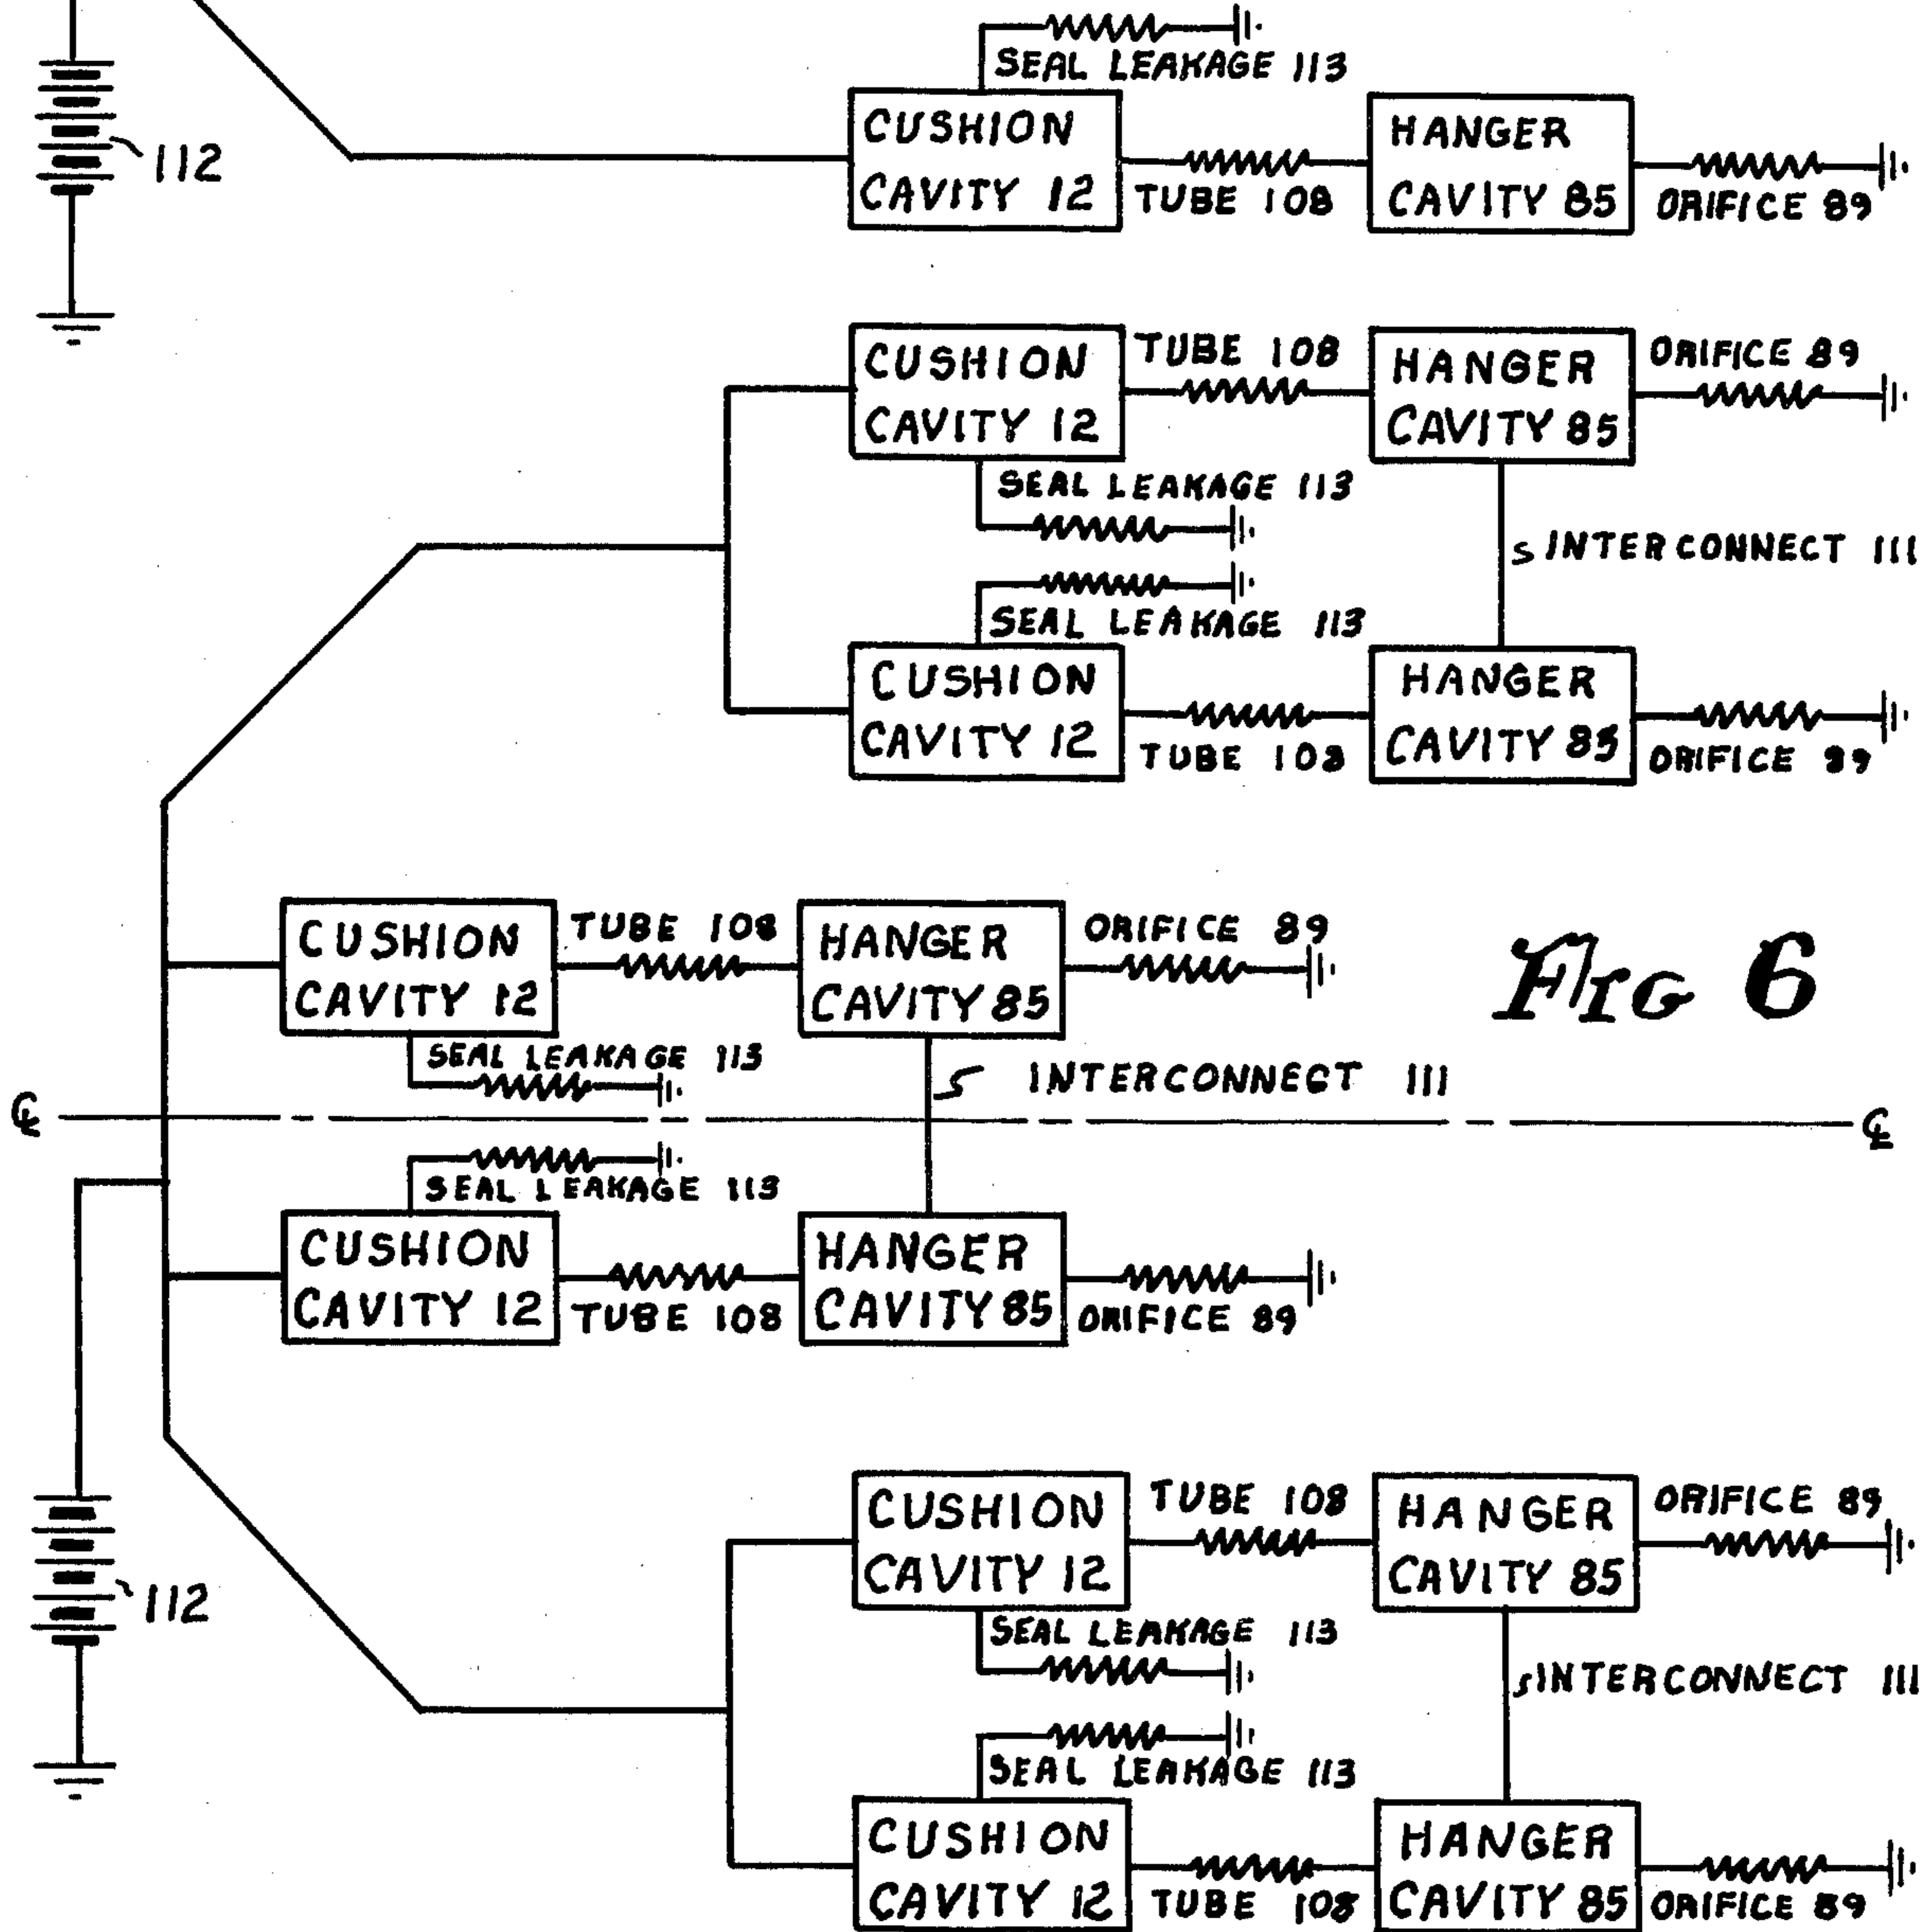 SEAL LEAKAGE 113
112
CUSHION
CAVITY 12
TUBE 108
HANGER
CAVITY 85
ORIFICE 89
CUSHION
CAVITY 12
TUBE 108
HANGER
CAVITY 85
ORIFICE 89
SEAL LEAKAGE 113
INTERCONNECT 111
SEAL LEAKAGE 113
CUSHION
CAVITY 12
TUBE 108
HANGER
CAVITY 85
ORIFICE 89
CUSHION
CAVITY 12
TUBE 108
HANGER
CAVITY 85
ORIFICE 89
FIG 6
SEAL LEAKAGE 113
INTERCONNECT 111
℄ ℄
SEAL LEAKAGE 113
CUSHION
CAVITY 12
TUBE 108
HANGER
CAVITY 85
ORIFICE 89
112
CUSHION
CAVITY 12
TUBE 108
HANGER
CAVITY 85
ORIFICE 89
SEAL LEAKAGE 113
INTERCONNECT 111
SEAL LEAKAGE 113
CUSHION
CAVITY 12
TUBE 108
HANGER
CAVITY 85
ORIFICE 89